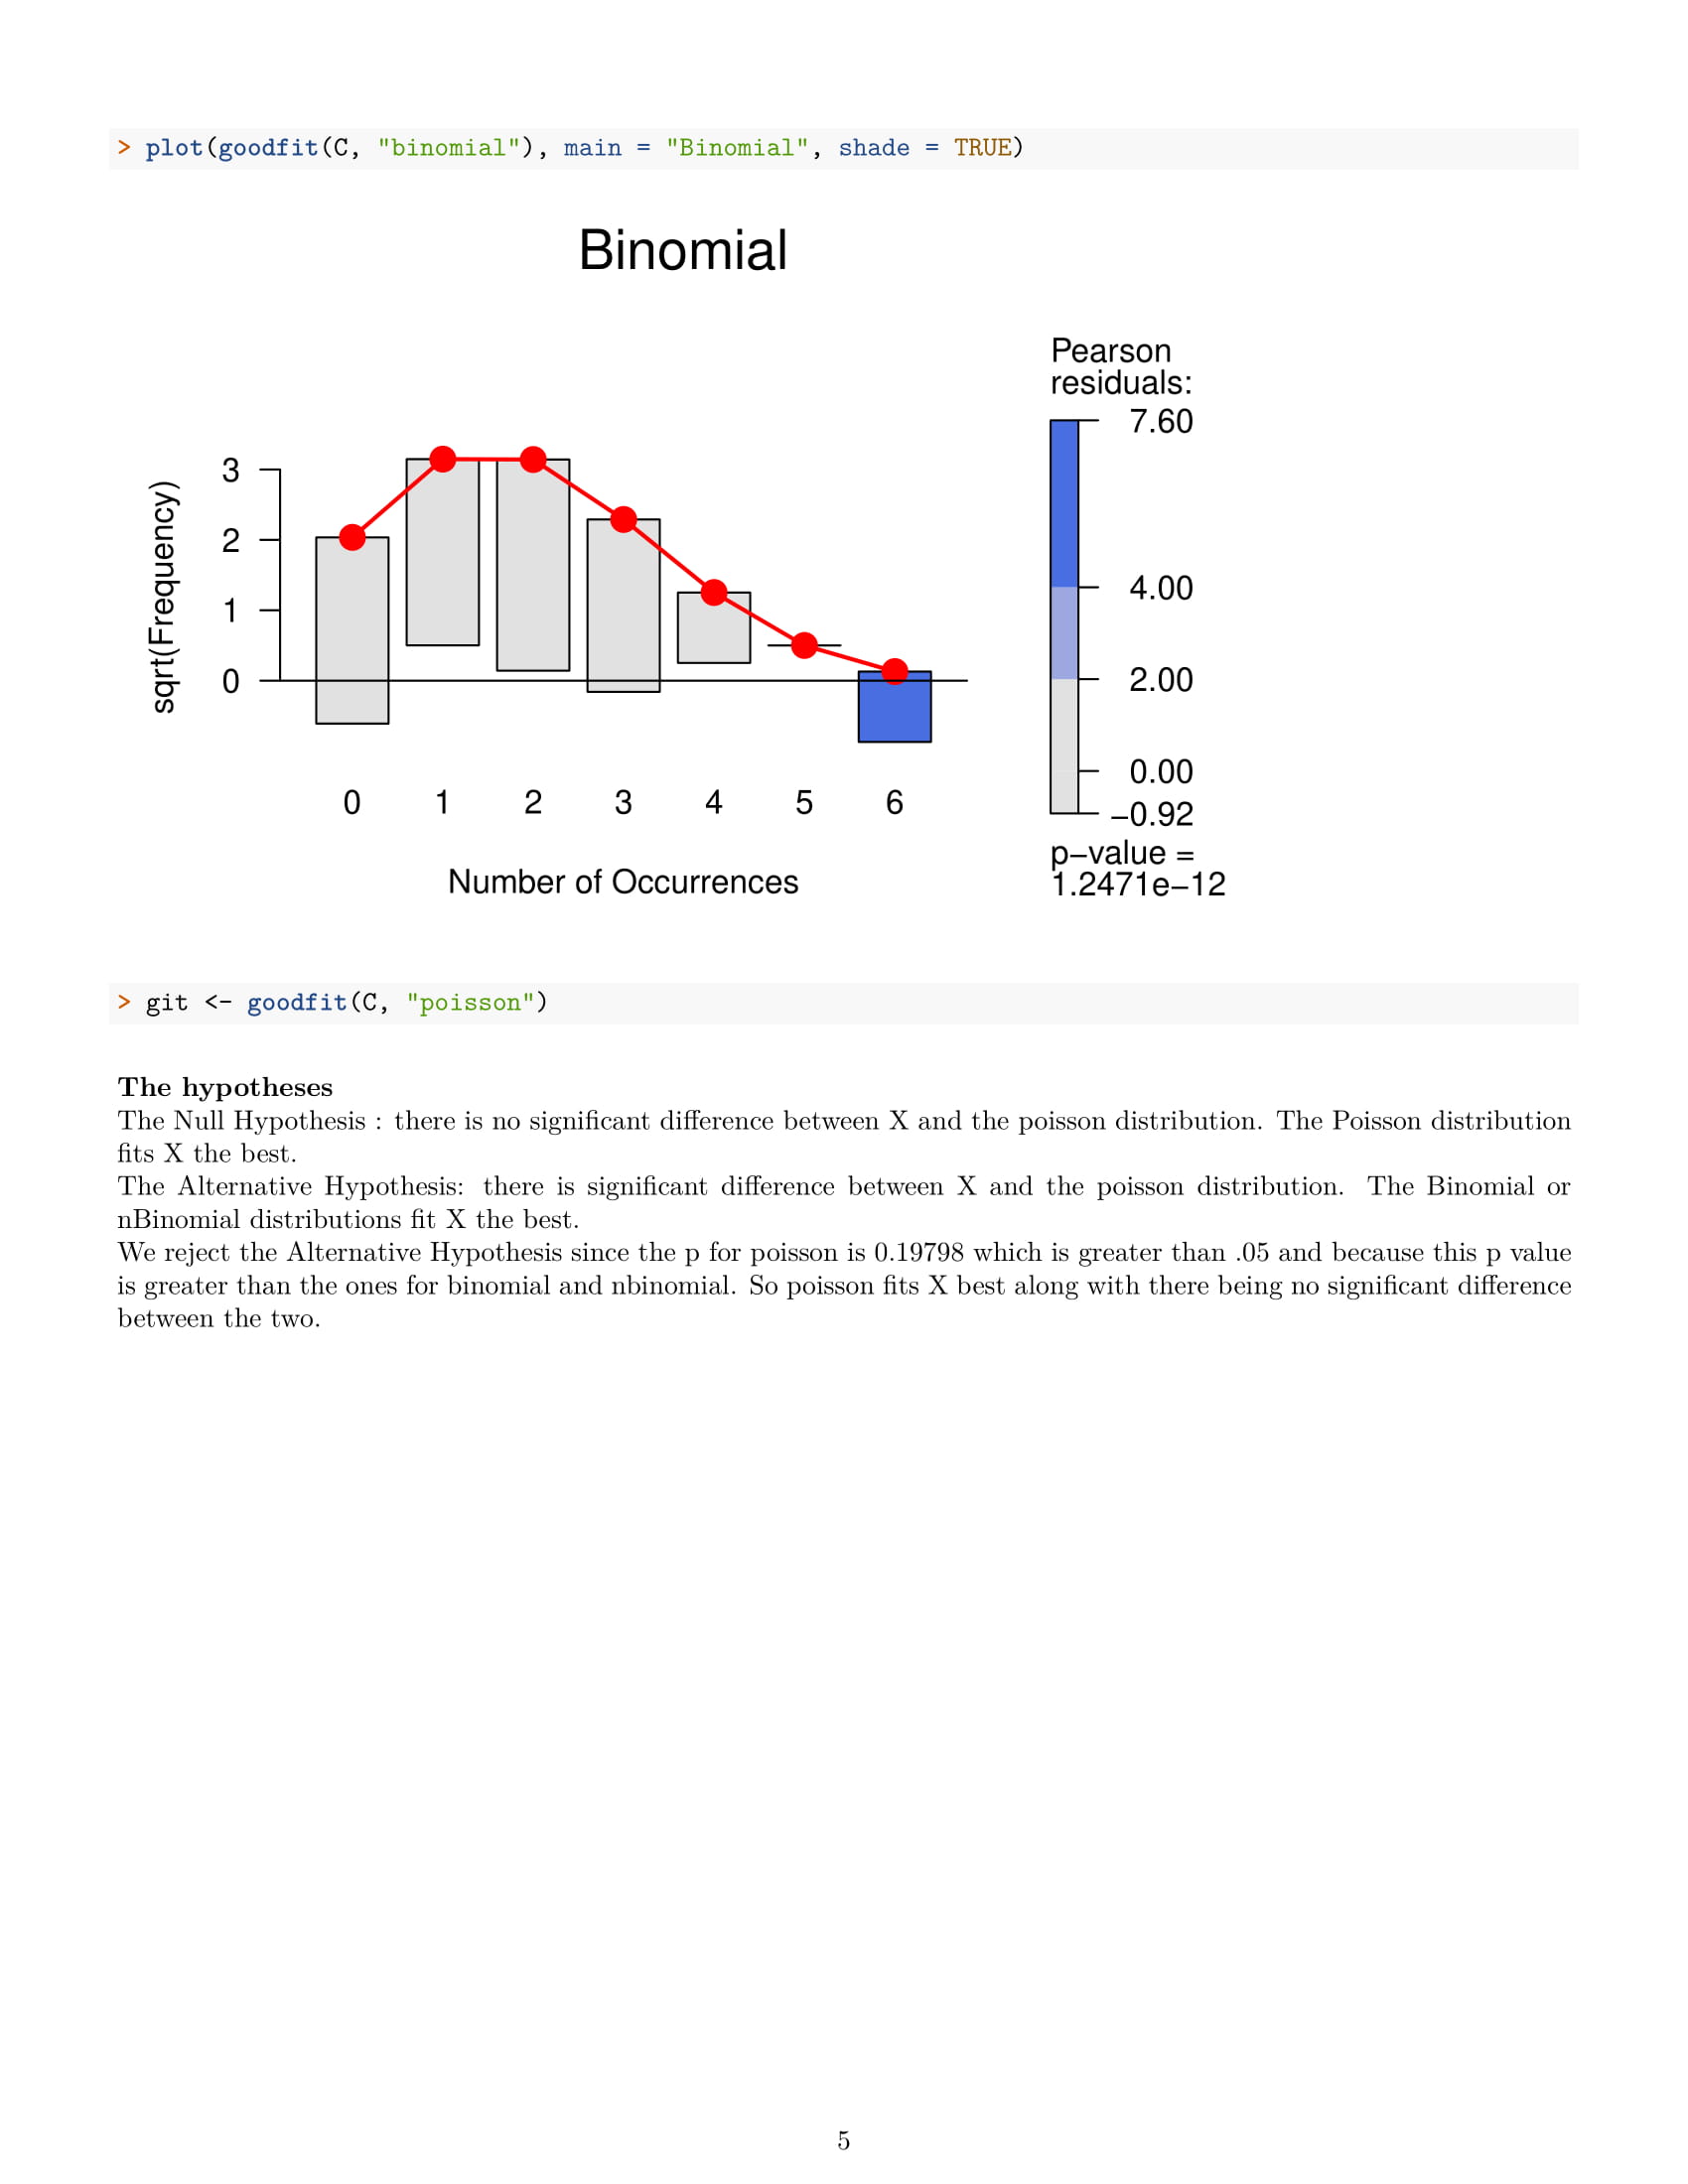 > plot(goodfit(C, "binomial"), main = "Binomial", shade = TRUE)
Binomial
Pearson
residuals:
7.60
4.00
2.00
0.00
−0.92
p−value =
1.2471e−12
sqrt(Frequency)
3
2
1
0
0 1 2 3 4 5 6
Number of Occurrences
> git <- goodfit(C, "poisson")
The hypotheses
The Null Hypothesis : there is no significant difference between X and the poisson distribution. The Poisson distribution
fits X the best.
The Alternative Hypothesis: there is significant difference between X and the poisson distribution. The Binomial or
nBinomial distributions fit X the best.
We reject the Alternative Hypothesis since the p for poisson is 0.19798 which is greater than .05 and because this p value
is greater than the ones for binomial and nbinomial. So poisson fits X best along with there being no significant difference
between the two.
5